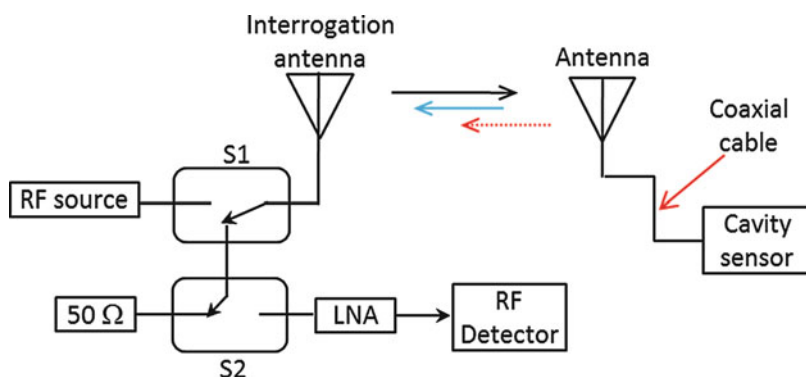 Interrogation
antenna
Antenna
Coaxial
cable
S1
RF source
Cavity
sensor
50 Ω
LNA
RF
Detector
S2